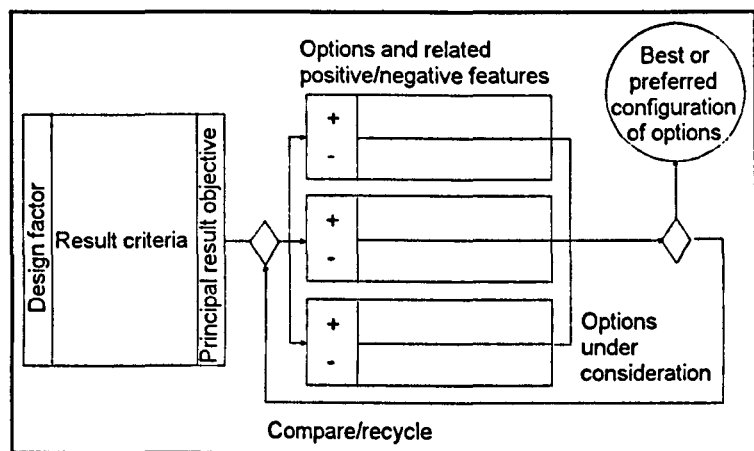 Options and related
positive/negative features
Best or
preferred
configuration
of options
Design factor
Result criteria
Principal result objective
+
-
+
-
+
-
Options
under
consideration
Compare/recycle